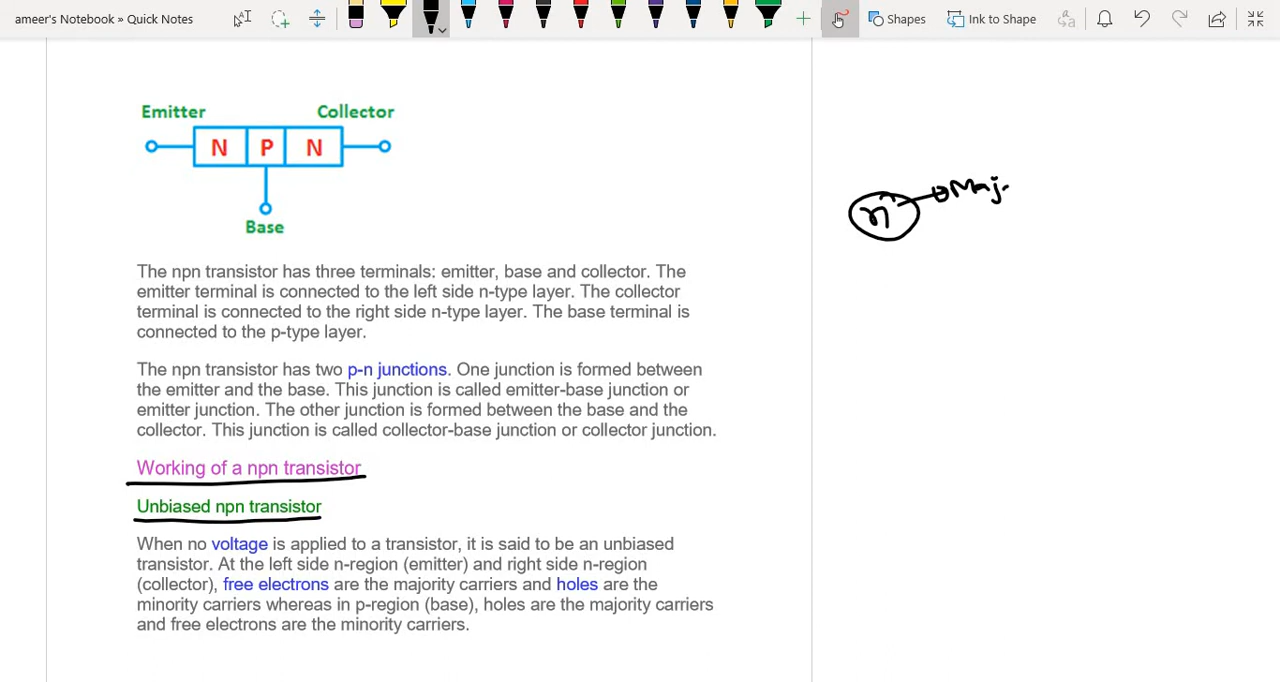 ameer's Notebook » Quick Notes
Shapes
Ink to Shape
Emitter Collector
N P N
Base
n Maj.
The npn transistor has three terminals: emitter, base and collector. The
emitter terminal is connected to the left side n-type layer. The collector
terminal is connected to the right side n-type layer. The base terminal is
connected to the p-type layer.
The npn transistor has two p-n junctions. One junction is formed between
the emitter and the base. This junction is called emitter-base junction or
emitter junction. The other junction is formed between the base and the
collector. This junction is called collector-base junction or collector junction.
Working of a npn transistor
Unbiased npn transistor
When no voltage is applied to a transistor, it is said to be an unbiased
transistor. At the left side n-region (emitter) and right side n-region
(collector), free electrons are the majority carriers and holes are the
minority carriers whereas in p-region (base), holes are the majority carriers
and free electrons are the minority carriers.